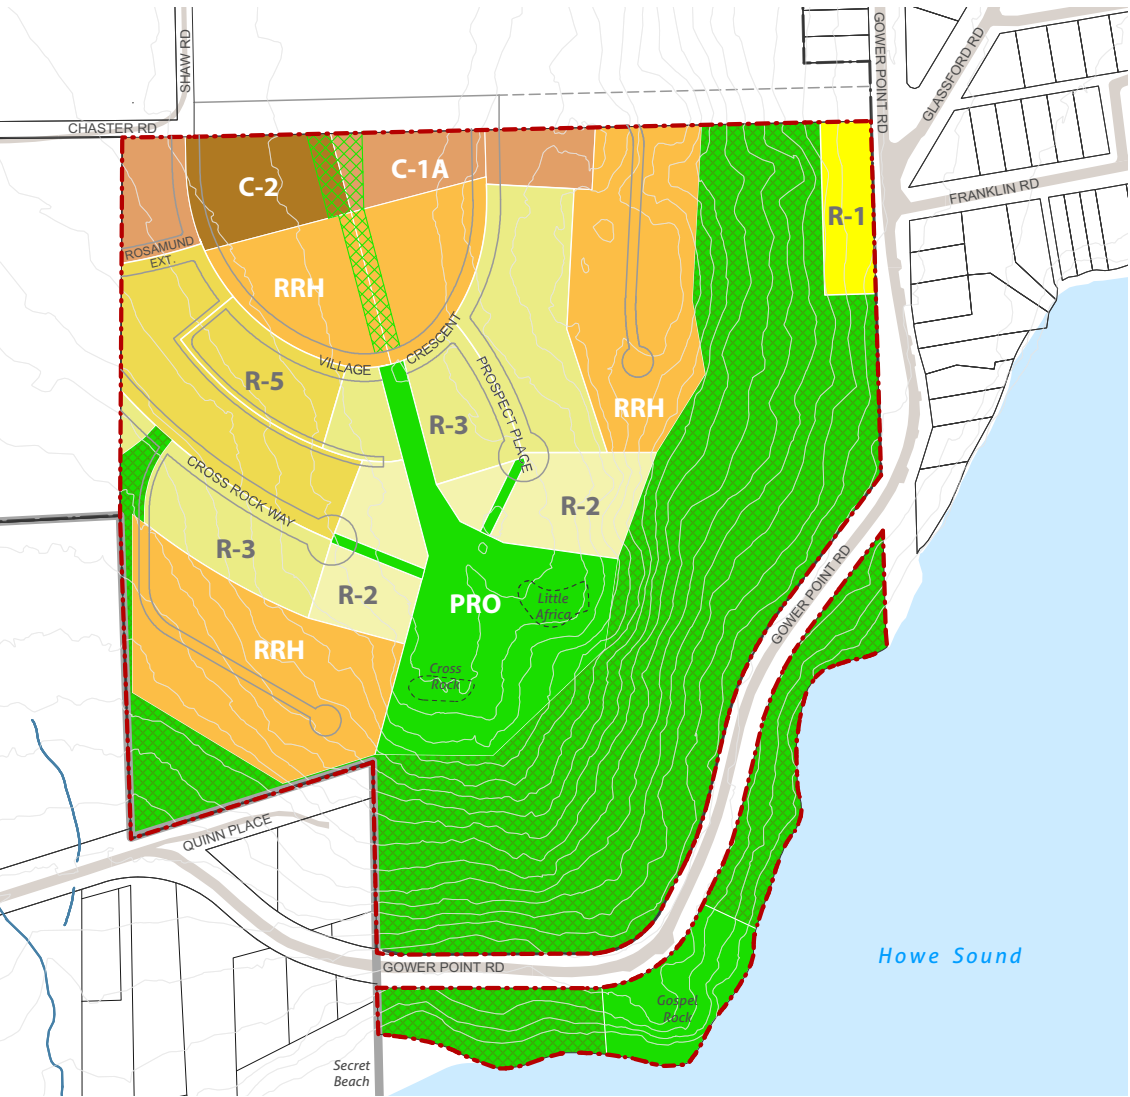 SHAW RD
GOWER POINT RD
GLASSFORD RD
CHASTER RD
FRANKLIN RD
C-2
C-1A
R-1
ROSAMUND
EXT.
RRH
VILLAGE
CRESCENT
R-5
PROSPECT PLACE
R-3
RRH
CROSS ROCK WAY
R-2
R-3
R-2
PRO
Little
Africa
GOWER POINT RD
RRH
Cross
Rock
QUINN PLACE
Howe Sound
GOWER POINT RD
Gospel
Rock
Secret
Beach